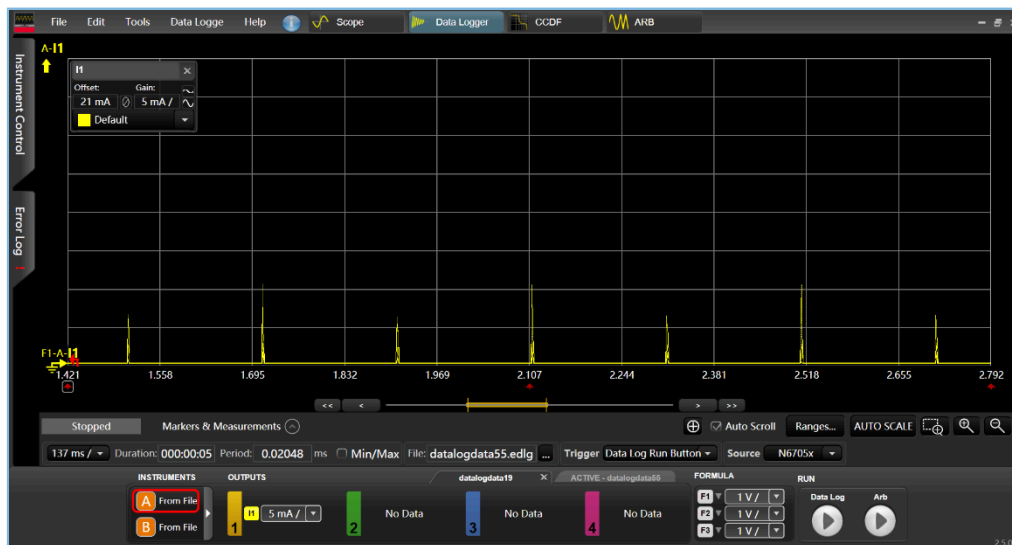 File Edit Tools Data Logge Help i Scope Data Logger CCDF ARB
Instrument Control
Error Log
A-I1
I1 ×
Offset: Gain:
21 mA 5 mA /
Default
F1-A-I1
1.421 1.558 1.695 1.832 1.969 2.107 2.244 2.381 2.518 2.655 2.792
<< < > >>
Stopped Markers & Measurements Auto Scroll Ranges... AUTO SCALE
137 ms / Duration: 000:00:05 Period: 0.02048 ms Min/Max File: datalogdata55.edlg ... Trigger Data Log Run Button Source N6705x
INSTRUMENTS OUTPUTS datalogdata19 X ACTIVE - datalogdata55 FORMULA RUN
A From File
B From File
1 I1 5 mA / 2 No Data 3 No Data 4 No Data
F1 1 V /
F2 1 V /
F3 1 V /
Data Log Arb